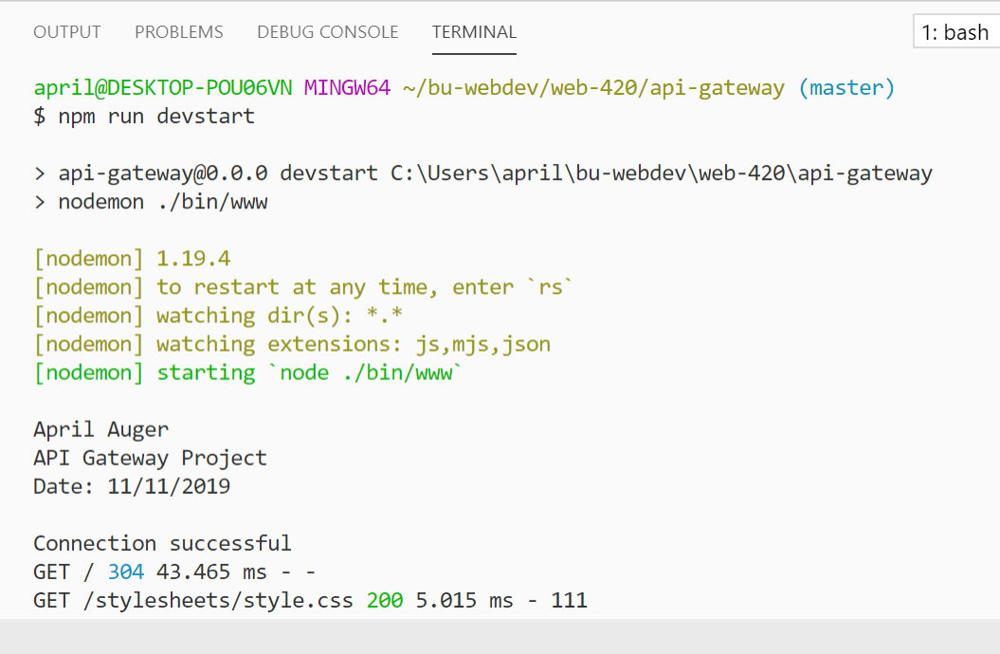 OUTPUT PROBLEMS DEBUG CONSOLE TERMINAL 1: bash
april@DESKTOP-POU06VN MINGW64 ~/bu-webdev/web-420/api-gateway (master)
$ npm run devstart
> api-gateway@0.0.0 devstart C:\Users\april\bu-webdev\web-420\api-gateway
> nodemon ./bin/www
[nodemon] 1.19.4
[nodemon] to restart at any time, enter `rs`
[nodemon] watching dir(s): *.*
[nodemon] watching extensions: js,mjs,json
[nodemon] starting `node ./bin/www`
April Auger
API Gateway Project
Date: 11/11/2019
Connection successful
GET / 304 43.465 ms - -
GET /stylesheets/style.css 200 5.015 ms - 111